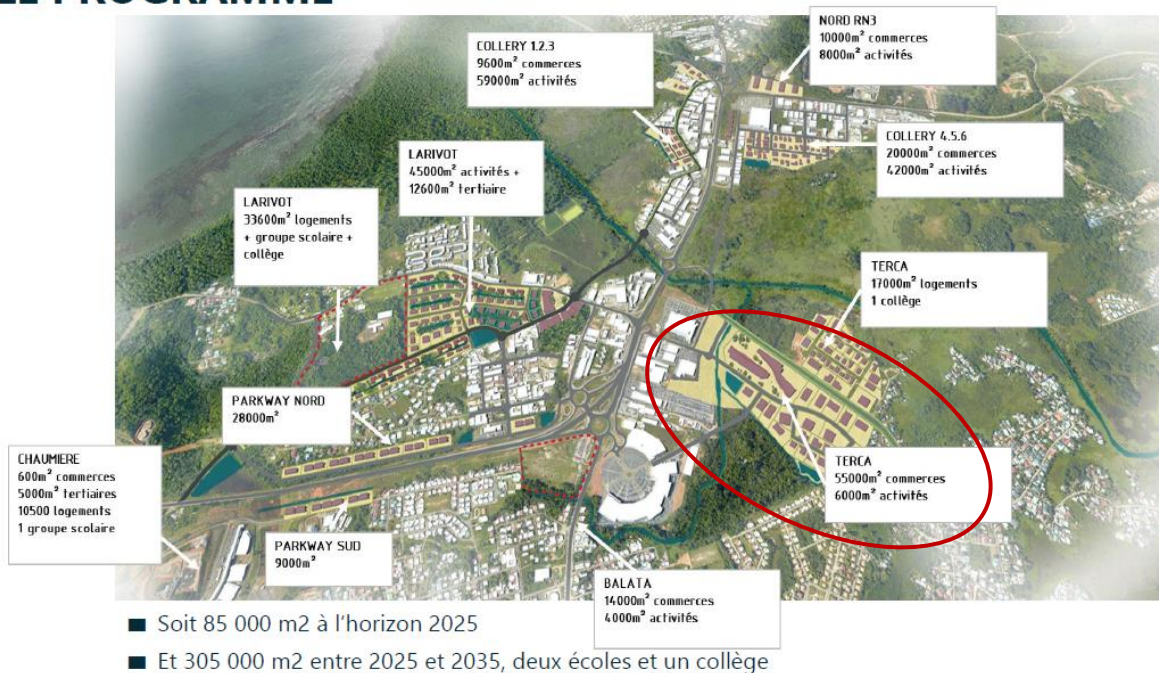 LE PROGRAMME
NORD RN3
10000m² commerces
8000m² activités
COLLERY 1.2.3
9600m² commerces
59000m² activités
COLLERY 4.5.6
20000m² commerces
42000m² activités
LARIVOT
45000m² activités +
12600m² tertiaire
LARIVOT
33600m² logements
+ groupe scolaire +
collège
TERCA
17000m² logements
1 collège
PARKWAY NORD
28000m²
CHAUMIERE
600m² commerces
5000m² tertiaires
10500 logements
1 groupe scolaire
TERCA
55000m² commerces
6000m² activités
PARKWAY SUD
9000m²
BALATA
14000m² commerces
4000m² activités
■ Soit 85 000 m2 à l'horizon 2025
■ Et 305 000 m2 entre 2025 et 2035, deux écoles et un collège